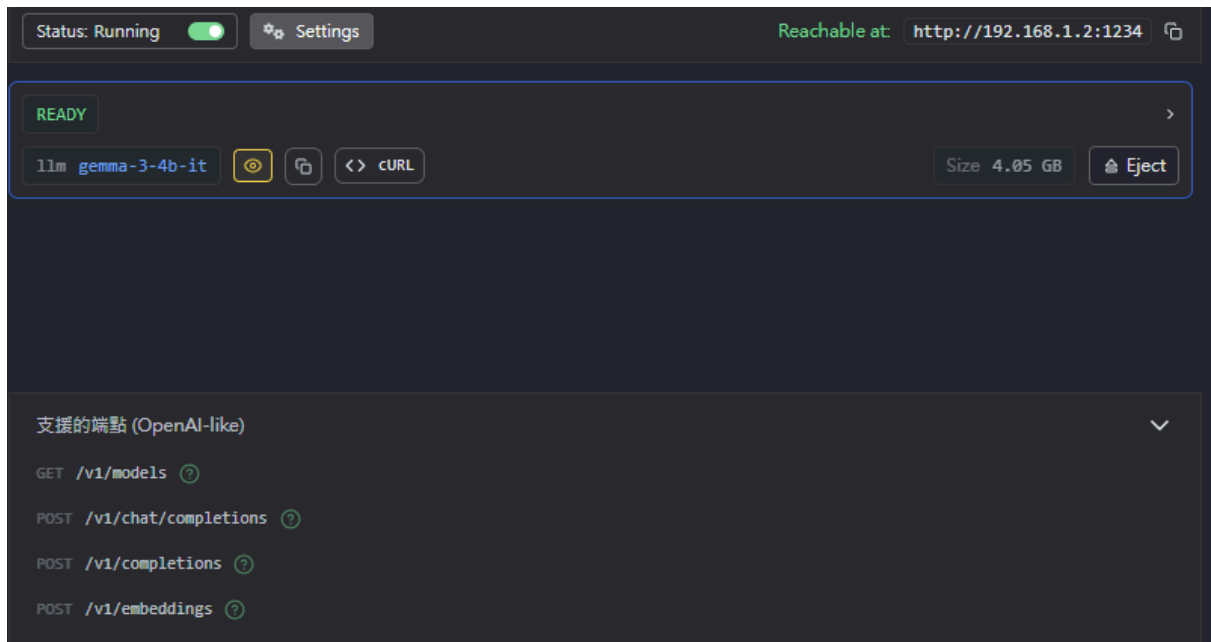 Status: Running Settings Reachable at: http://192.168.1.2:1234
READY
llm gemma-3-4b-it cURL Size 4.05 GB Eject
支援的端點 (OpenAI-like)
GET /v1/models
POST /v1/chat/completions
POST /v1/completions
POST /v1/embeddings